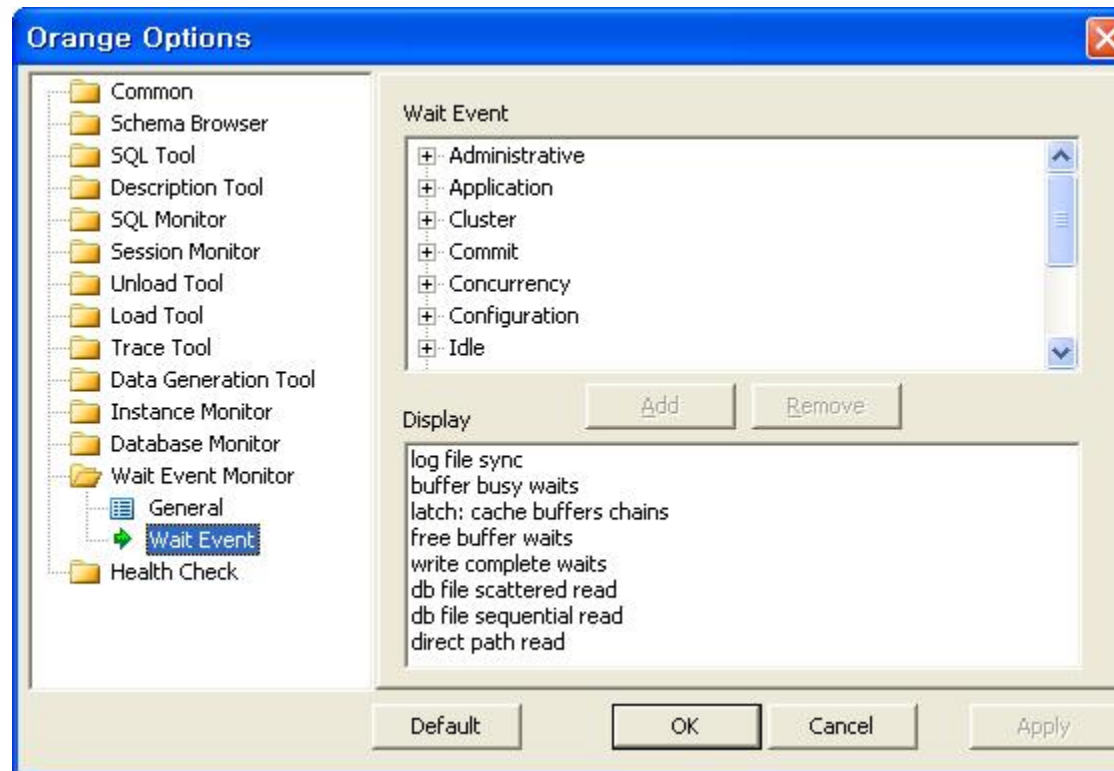 Orange Options
Common
Schema Browser
SQL Tool
Description Tool
SQL Monitor
Session Monitor
Unload Tool
Load Tool
Trace Tool
Data Generation Tool
Instance Monitor
Database Monitor
Wait Event Monitor
General
Wait Event
Health Check
Wait Event
Administrative
Application
Cluster
Commit
Concurrency
Configuration
Idle
Add
Remove
Display
log file sync
buffer busy waits
latch: cache buffers chains
free buffer waits
write complete waits
db file scattered read
db file sequential read
direct path read
Default
OK
Cancel
Apply